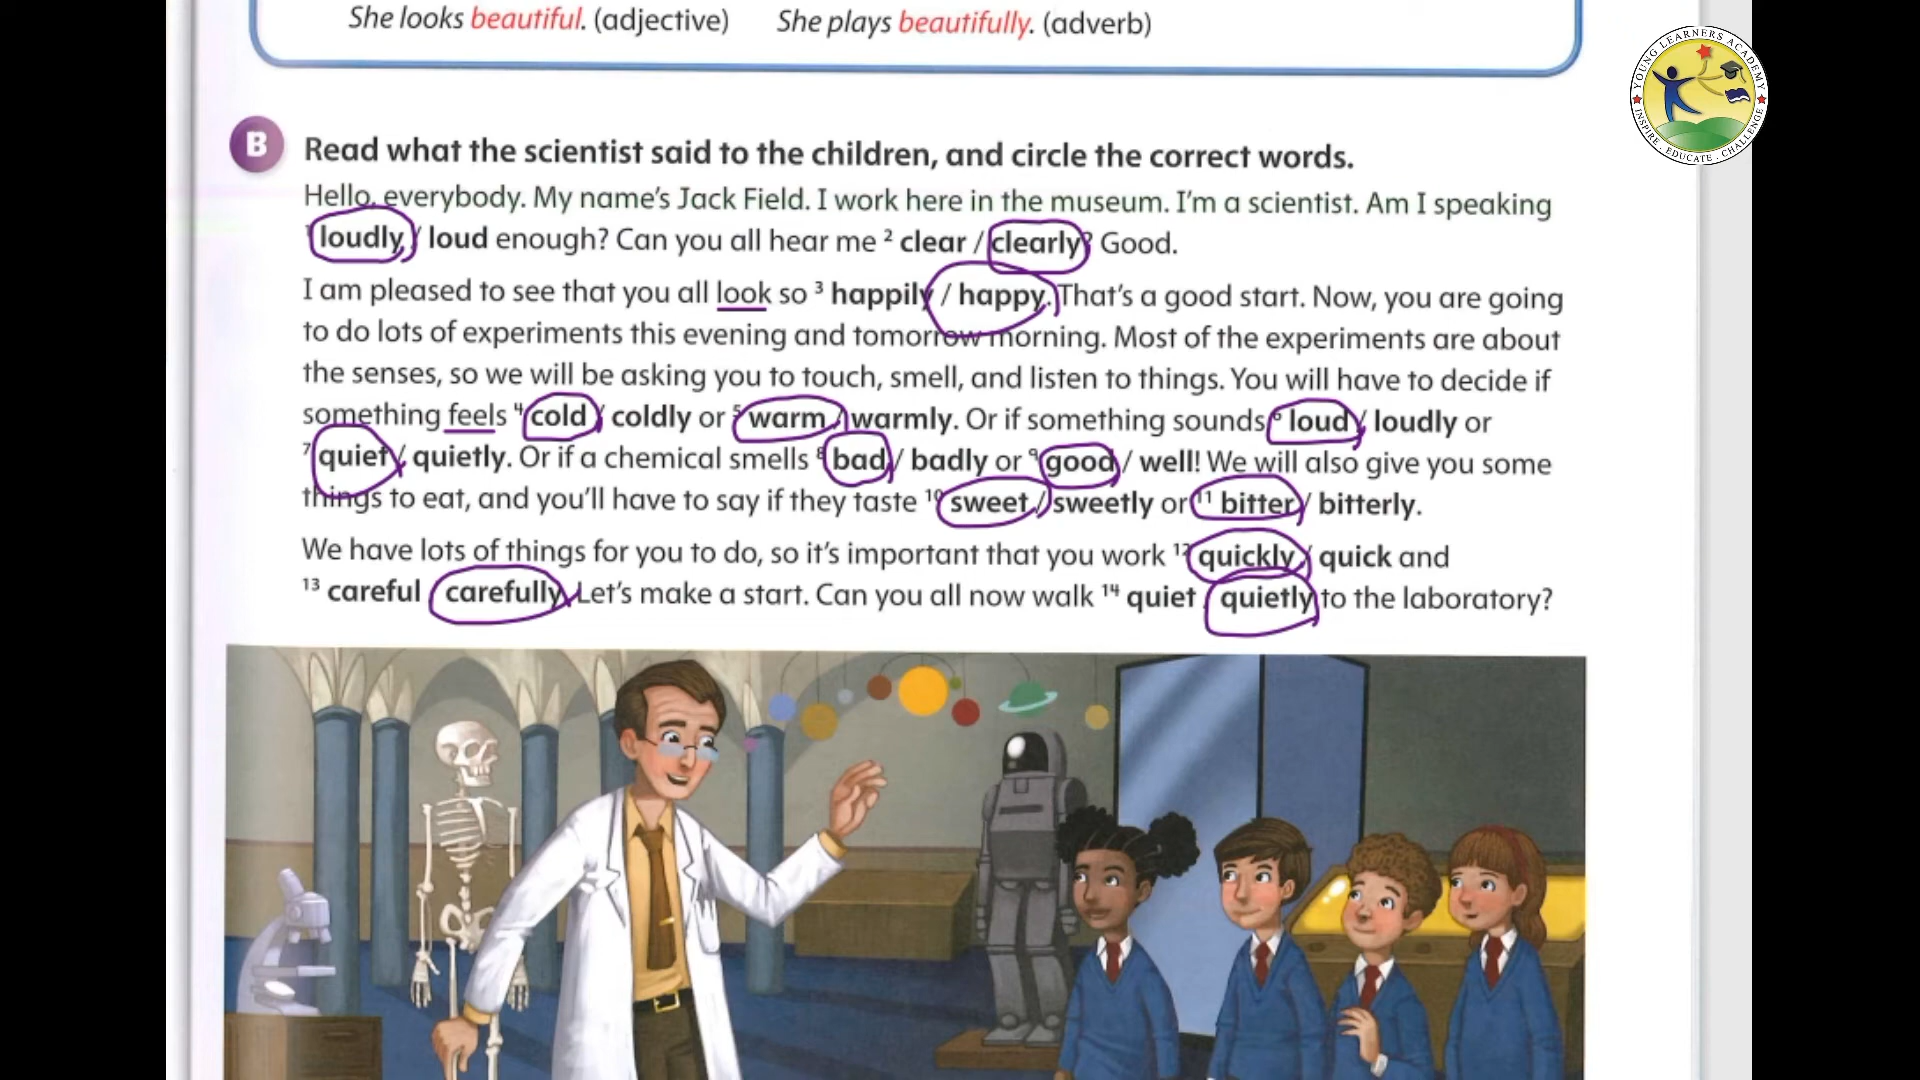 She looks beautiful. (adjective) She plays beautifully. (adverb)
YOUNG LEARNERS ACADEMY
INSPIRE . EDUCATE . CHALLENGE
B Read what the scientist said to the children, and circle the correct words.
Hello, everybody. My name's Jack Field. I work here in the museum. I'm a scientist. Am I speaking
loudly / loud enough? Can you all hear me ² clear / clearly? Good.
I am pleased to see that you all look so ³ happily / happy. That's a good start. Now, you are going
to do lots of experiments this evening and tomorrow morning. Most of the experiments are about
the senses, so we will be asking you to touch, smell, and listen to things. You will have to decide if
something feels ⁴ cold / coldly or ⁵ warm / warmly. Or if something sounds ⁶ loud / loudly or
⁷ quiet / quietly. Or if a chemical smells ⁸ bad / badly or ⁹ good / well! We will also give you some
things to eat, and you'll have to say if they taste ¹⁰ sweet / sweetly or ¹¹ bitter / bitterly.
We have lots of things for you to do, so it's important that you work ¹² quickly / quick and
¹³ careful / carefully. Let's make a start. Can you all now walk ¹⁴ quiet / quietly to the laboratory?